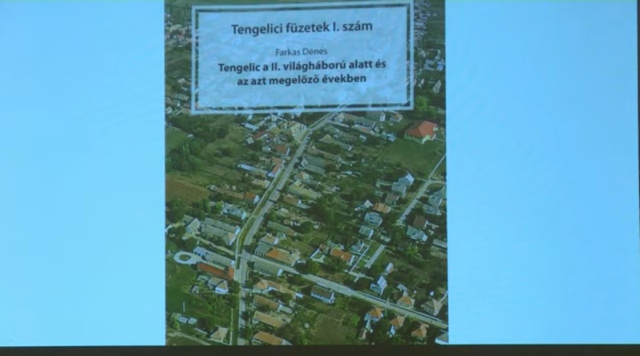 Tengelici füzetek I. szám
Farkas Dénes
Tengelic a II. világháború alatt és
az azt megelőző években